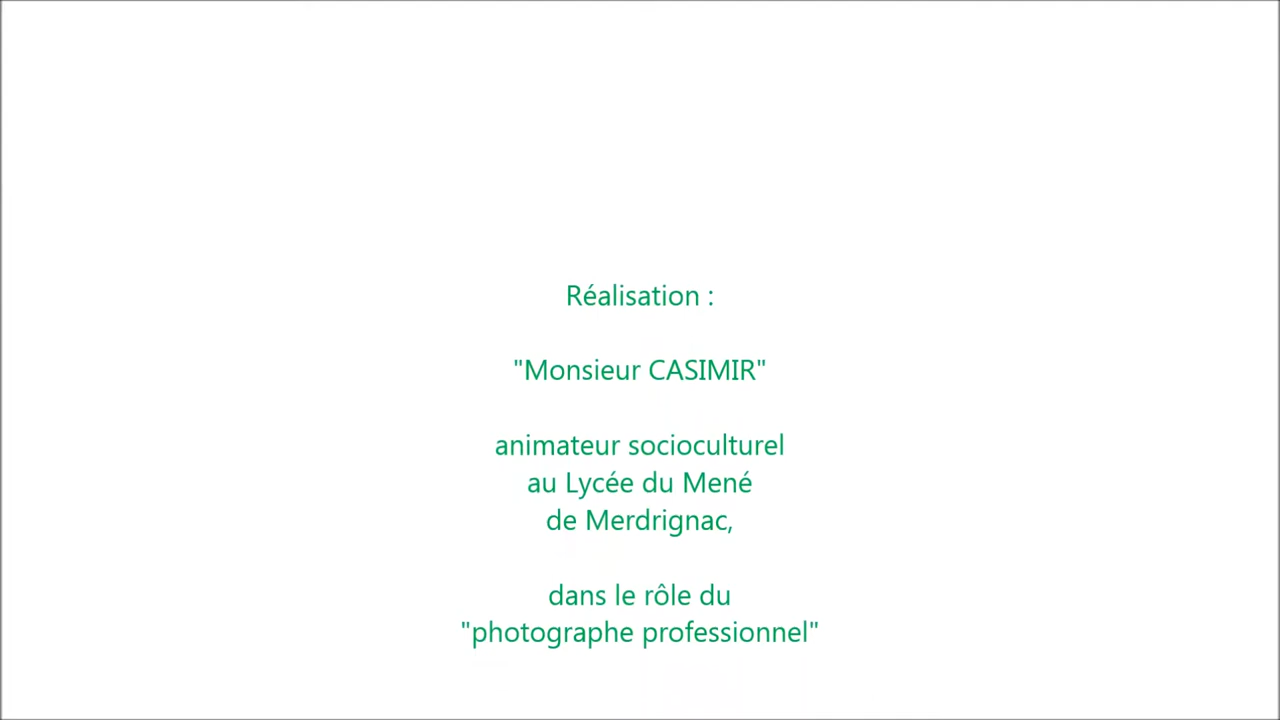 Réalisation :
"Monsieur CASIMIR"
animateur socioculturel
au Lycée du Mené
de Merdrignac,
dans le rôle du
"photographe professionnel"